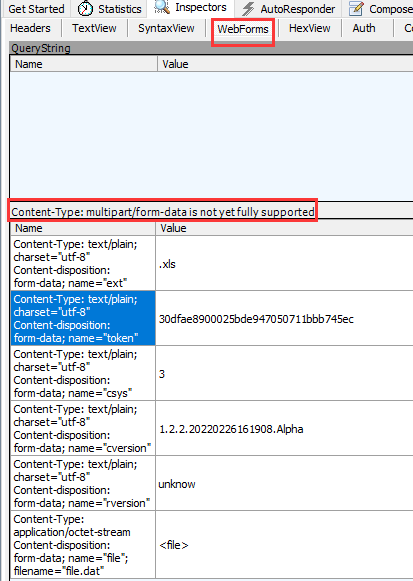 Get Started Statistics Inspectors AutoResponder Compose
Headers TextView SyntaxView WebForms HexView Auth
QueryString
Name Value
Content-Type: multipart/form-data is not yet fully supported
Name Value
Content-Type: text/plain;
charset="utf-8"
Content-disposition:
form-data; name="ext"
.xls
Content-Type: text/plain;
charset="utf-8"
Content-disposition:
form-data; name="token"
30dfae8900025bde947050711bbb745ec
Content-Type: text/plain;
charset="utf-8"
Content-disposition:
form-data; name="csys"
3
Content-Type: text/plain;
charset="utf-8"
Content-disposition:
form-data; name="cversion"
1.2.2.20220226161908.Alpha
Content-Type: text/plain;
charset="utf-8"
Content-disposition:
form-data; name="rversion"
unknow
Content-Type:
application/octet-stream
Content-disposition:
form-data; name="file";
filename="file.dat"
<file>